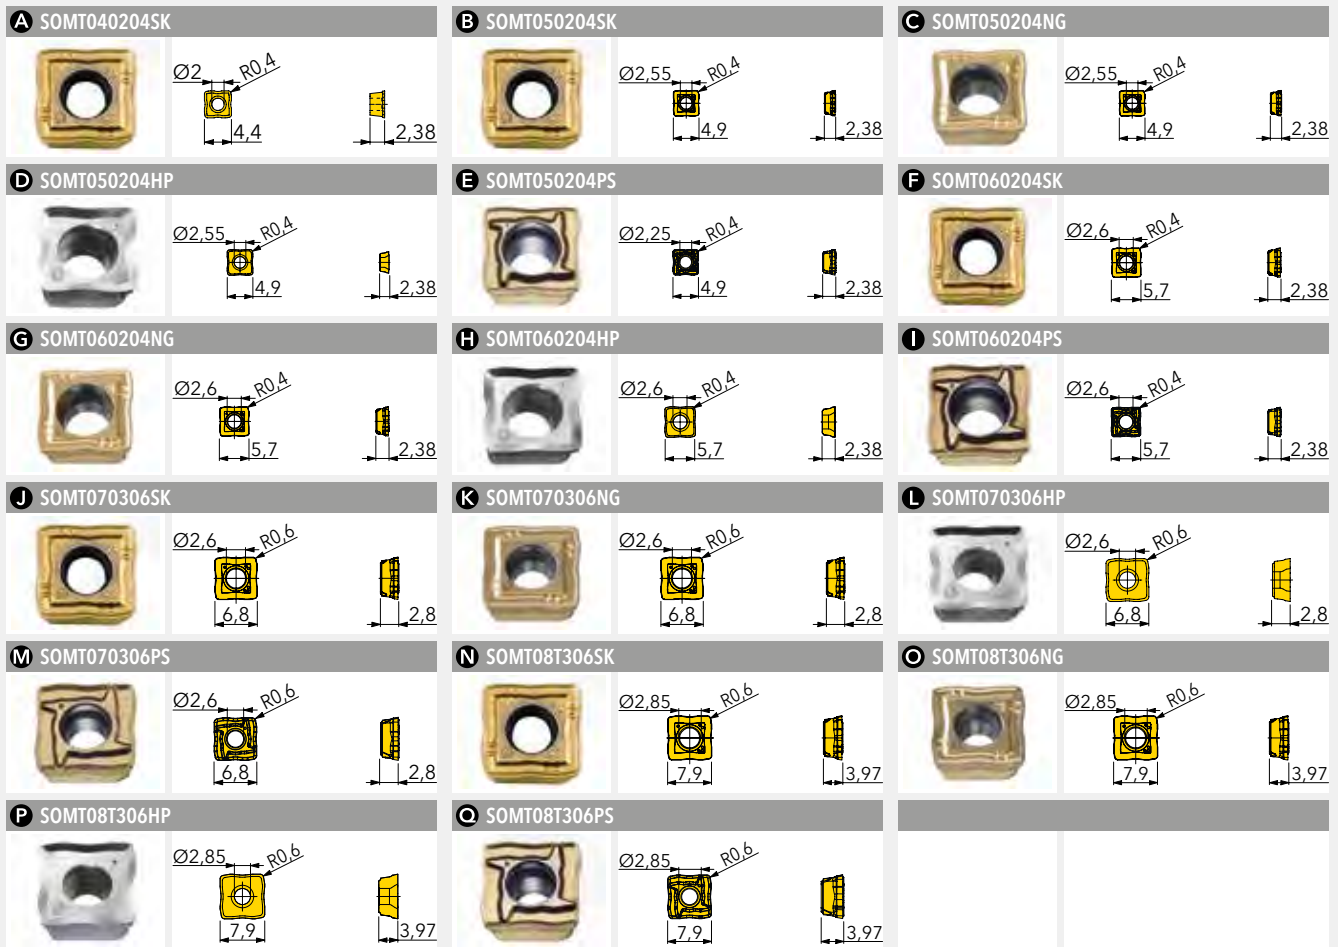 A SOMT040204SK
Ø2
R0,4
4,4
2,38
B SOMT050204SK
Ø2,55
R0,4
4,9
2,38
C SOMT050204NG
Ø2,55
R0,4
4,9
2,38
D SOMT050204HP
Ø2,55
R0,4
4,9
2,38
E SOMT050204PS
Ø2,25
R0,4
4,9
2,38
F SOMT060204SK
Ø2,6
R0,4
5,7
2,38
G SOMT060204NG
Ø2,6
R0,4
5,7
2,38
H SOMT060204HP
Ø2,6
R0,4
5,7
2,38
I SOMT060204PS
Ø2,6
R0,4
5,7
2,38
J SOMT070306SK
Ø2,6
R0,6
6,8
2,8
K SOMT070306NG
Ø2,6
R0,6
6,8
2,8
L SOMT070306HP
Ø2,6
R0,6
6,8
2,8
M SOMT070306PS
Ø2,6
R0,6
6,8
2,8
N SOMT08T306SK
Ø2,85
R0,6
7,9
3,97
O SOMT08T306NG
Ø2,85
R0,6
7,9
3,97
P SOMT08T306HP
Ø2,85
R0,6
7,9
3,97
Q SOMT08T306PS
Ø2,85
R0,6
7,9
3,97